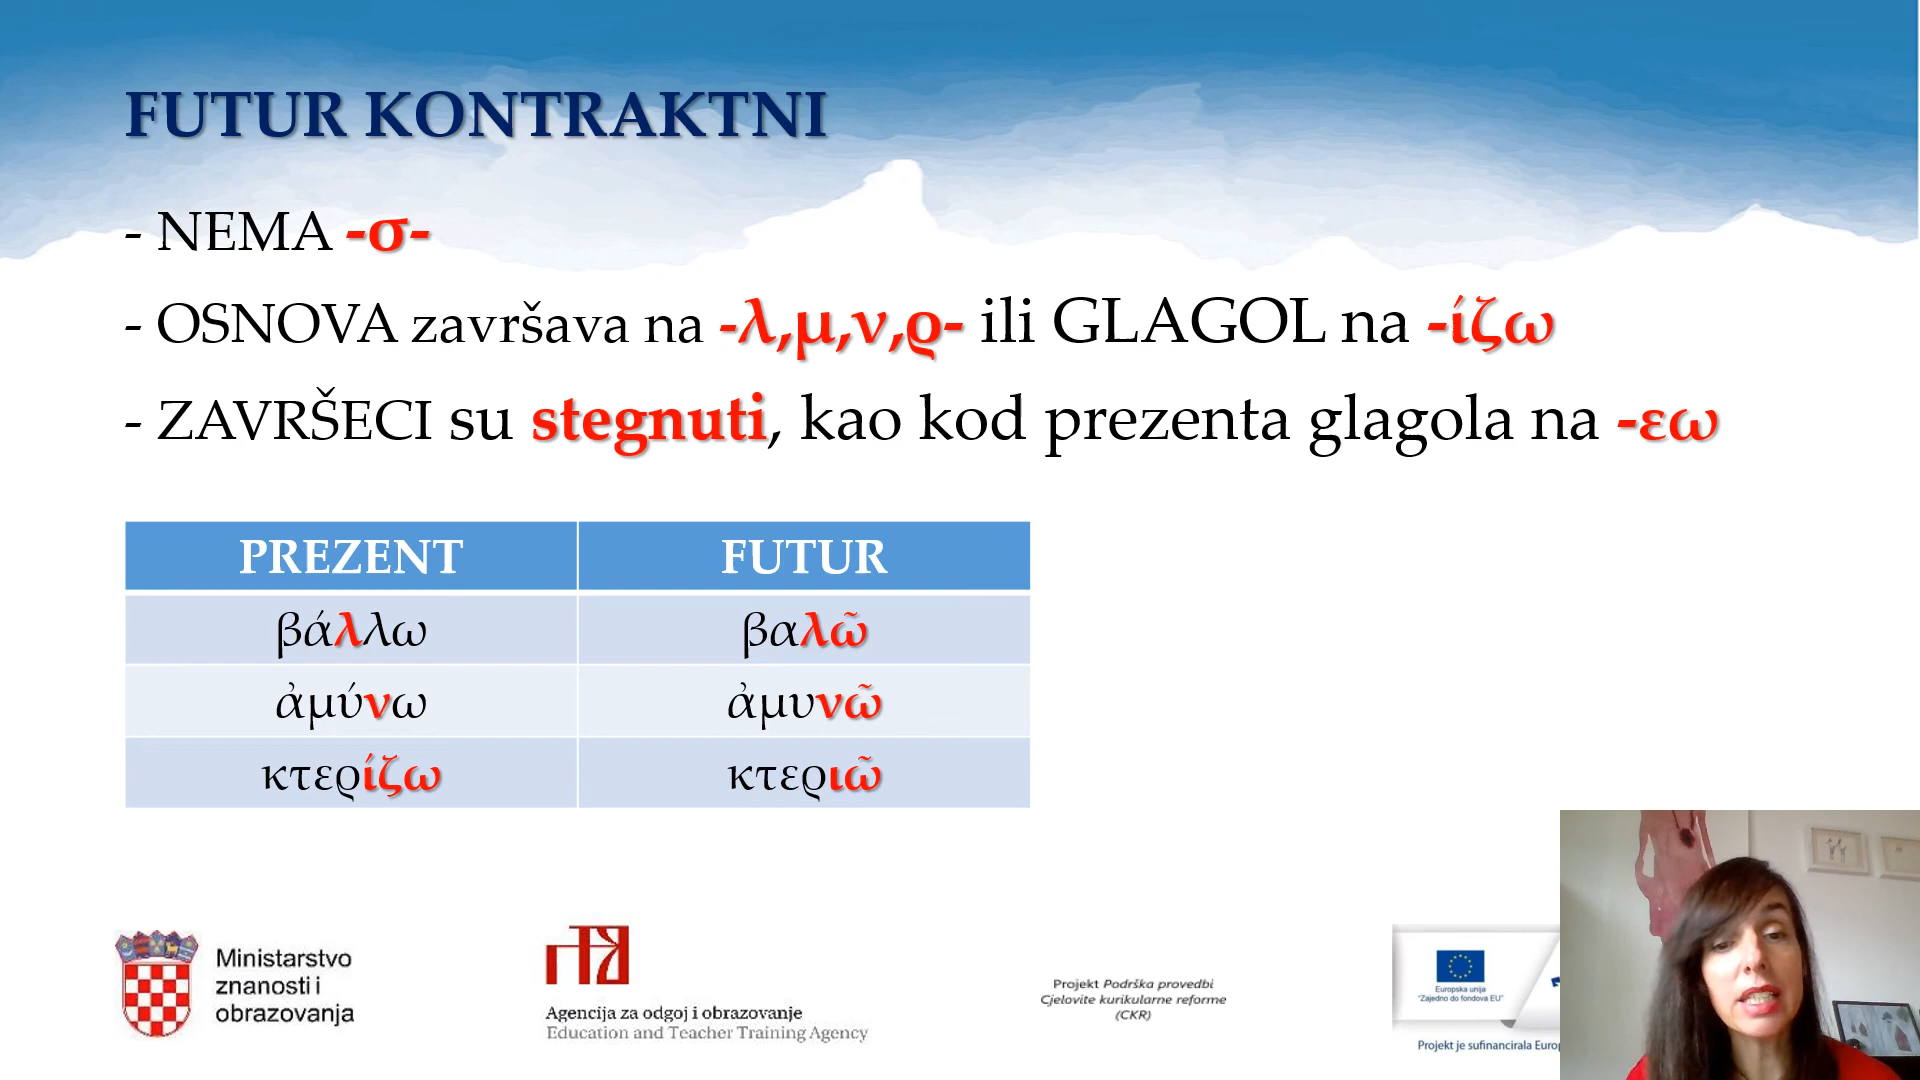 FUTUR KONTRAKTNI
- NEMA -σ-
- OSNOVA završava na -λ,μ,ν,ρ- ili GLAGOL na -ίζω
- ZAVRŠECI su stegnuti, kao kod prezenta glagola na -εω
PREZENT FUTUR
βάλλω βαλῶ
ἀμύνω ἀμυνῶ
κτερίζω κτεριῶ
Ministarstvo
znanosti i
obrazovanja
Agencija za odgoj i obrazovanje
Education and Teacher Training Agency
Projekt Podrška provedbi
Cjelovite kurikularne reforme
(CKR)
Europska unija
"Zajedno do fondova EU"
Projekt je sufinancirala